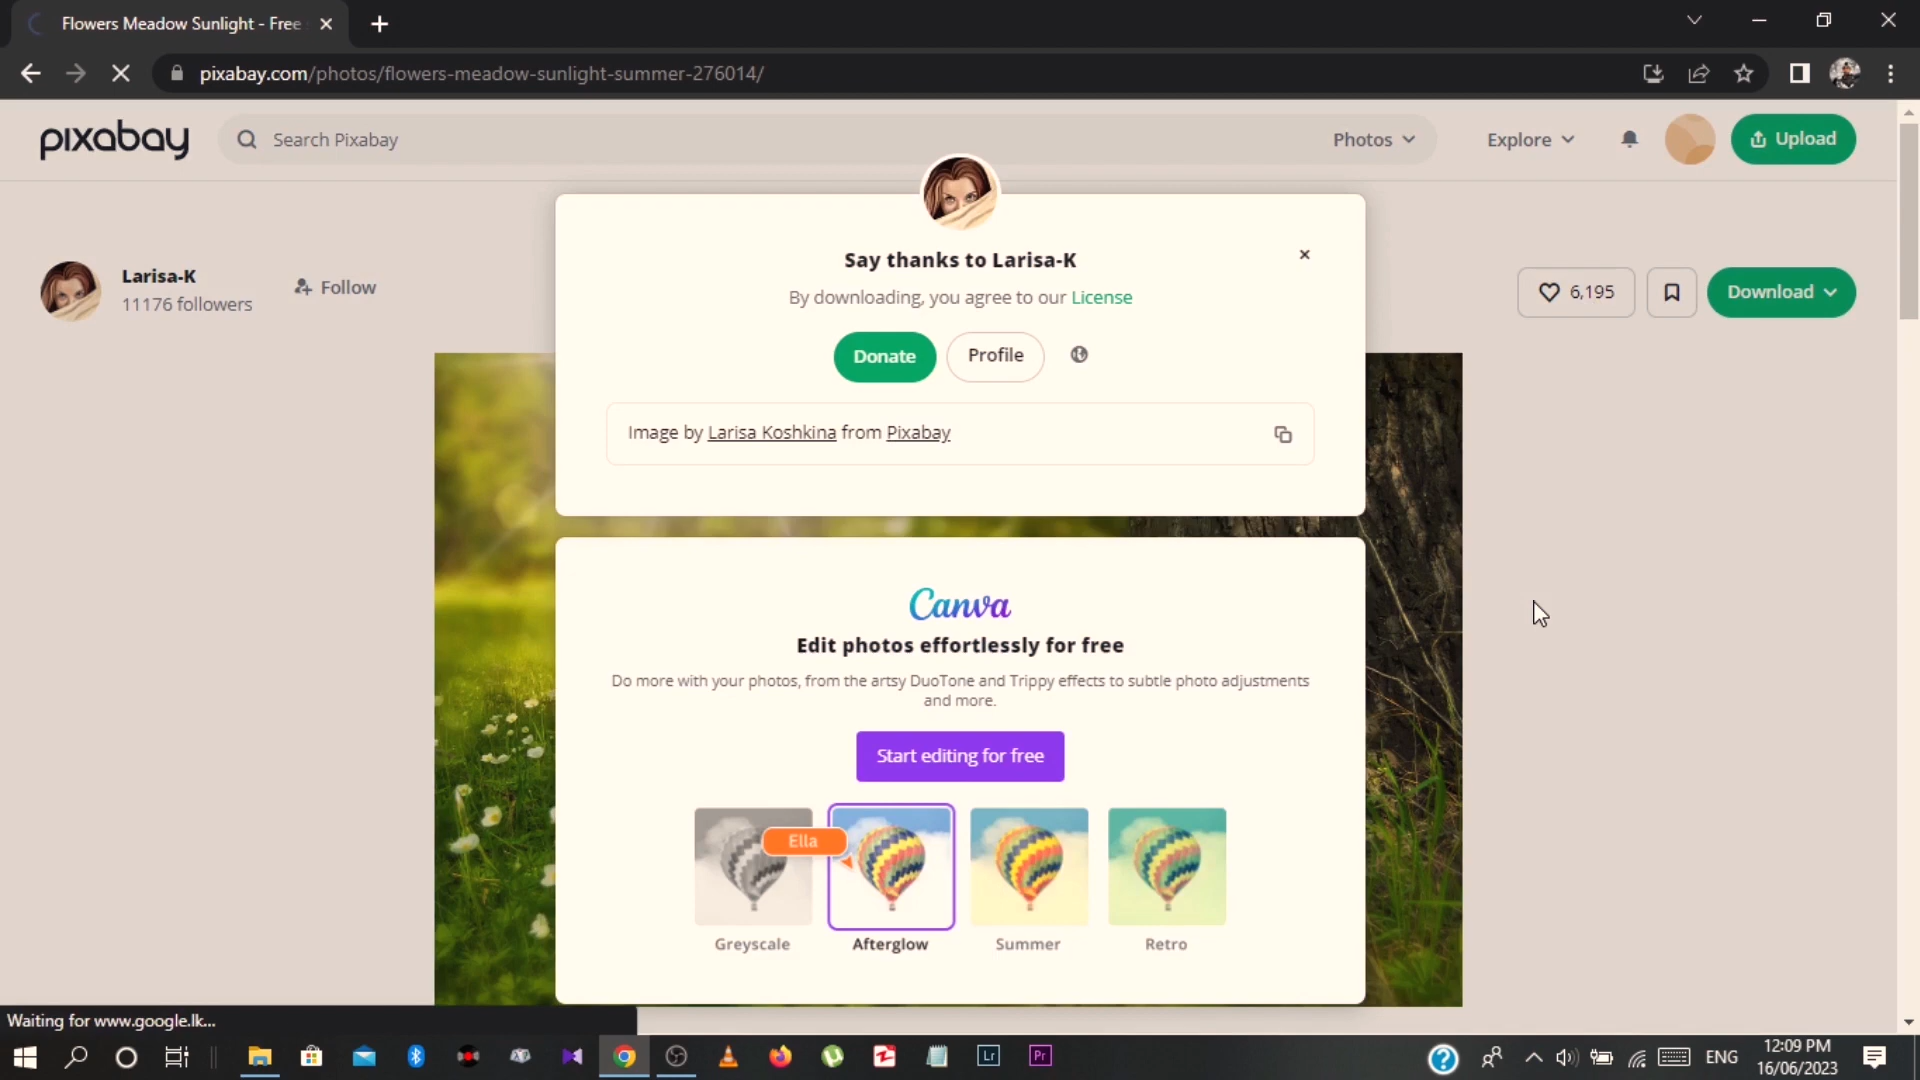 Flowers Meadow Sunlight - Free
pixabay.com/photos/flowers-meadow-sunlight-summer-276014/
pixabay
Search Pixabay
Photos
Explore
Upload
Larisa-K
11176 followers
Follow
6,195
Download
Say thanks to Larisa-K
By downloading, you agree to our License
Donate
Profile
Image by Larisa Koshkina from Pixabay
Canva
Edit photos effortlessly for free
Do more with your photos, from the artsy DuoTone and Trippy effects to subtle photo adjustments
and more.
Start editing for free
Ella
Greyscale
Afterglow
Summer
Retro
Waiting for www.google.lk...
Lr
Pr
ENG
12:09 PM
16/06/2023